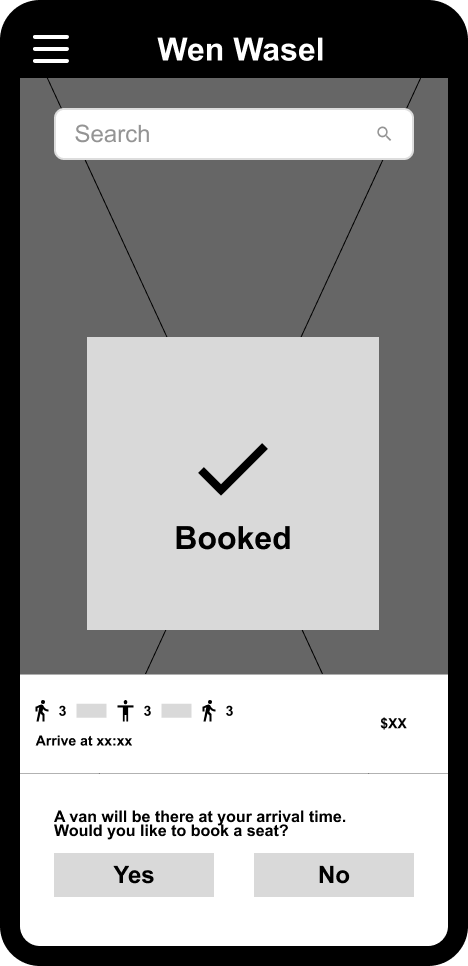 Wen Wasel
Search
Booked
3 3 3
$XX
Arrive at xx:xx
A van will be there at your arrival time.
Would you like to book a seat?
Yes No